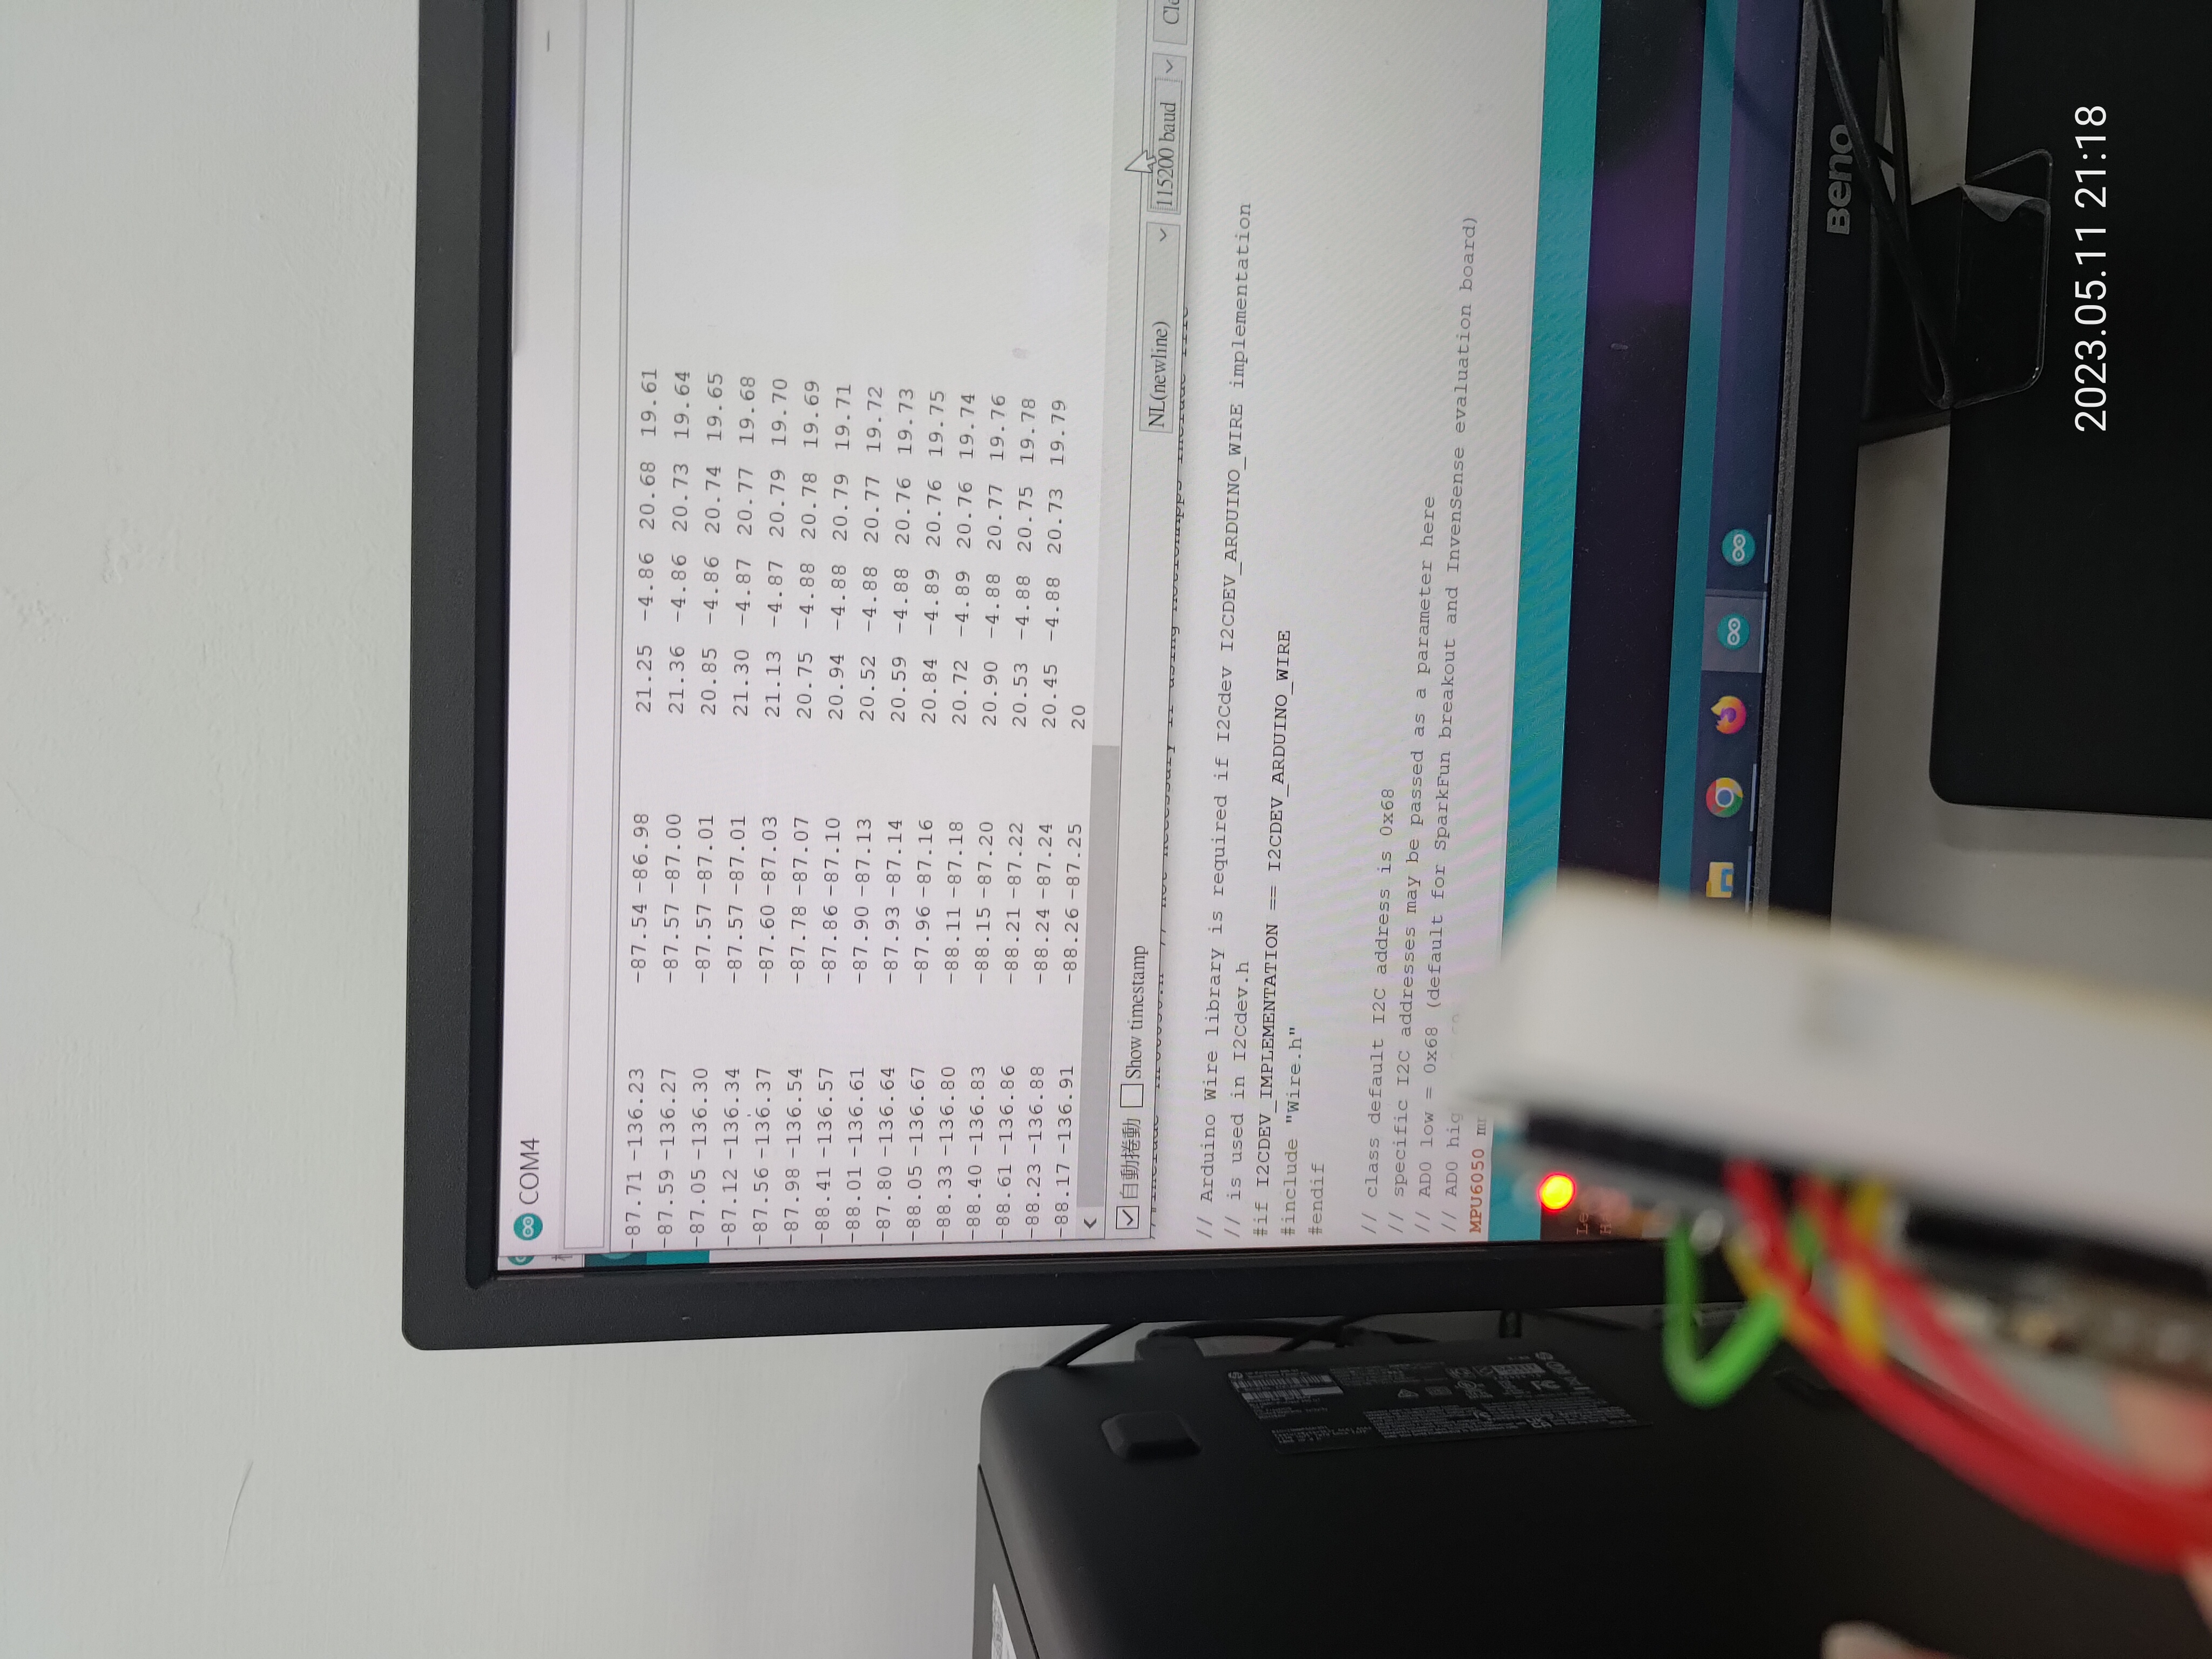 COM4
-87.71 -136.23 -87.54 -86.98 21.25 -4.86 20.68 19.61
-87.59 -136.27 -87.57 -87.00 21.36 -4.86 20.73 19.64
-87.05 -136.30 -87.57 -87.01 20.85 -4.86 20.74 19.65
-87.12 -136.34 -87.57 -87.01 21.30 -4.87 20.77 19.68
-87.56 -136.37 -87.60 -87.03 21.13 -4.87 20.79 19.70
-87.98 -136.54 -87.78 -87.07 20.75 -4.88 20.78 19.69
-88.41 -136.57 -87.86 -87.10 20.94 -4.88 20.79 19.71
-88.01 -136.61 -87.90 -87.13 20.52 -4.88 20.77 19.72
-87.80 -136.64 -87.93 -87.14 20.59 -4.88 20.76 19.73
-88.05 -136.67 -87.96 -87.16 20.84 -4.89 20.76 19.75
-88.33 -136.80 -88.11 -87.18 20.72 -4.89 20.76 19.74
-88.40 -136.83 -88.15 -87.20 20.90 -4.88 20.77 19.76
-88.61 -136.86 -88.21 -87.22 20.53 -4.88 20.75 19.78
-88.23 -136.88 -88.24 -87.24 20.45 -4.88 20.73 19.79
-88.17 -136.91 -88.26 -87.25 20
自動捲動 Show timestamp NL(newline) 115200 baud
// Arduino Wire library is required if I2Cdev I2CDEV_ARDUINO_WIRE implementation
// is used in I2Cdev.h
#if I2CDEV_IMPLEMENTATION == I2CDEV_ARDUINO_WIRE
#include "Wire.h"
#endif
// class default I2C address is 0x68
// specific I2C addresses may be passed as a parameter here
// AD0 low = 0x68 (default for SparkFun breakout and InvenSense evaluation board)
// AD0 hig
MPU6050
BenQ
2023.05.11 21:18